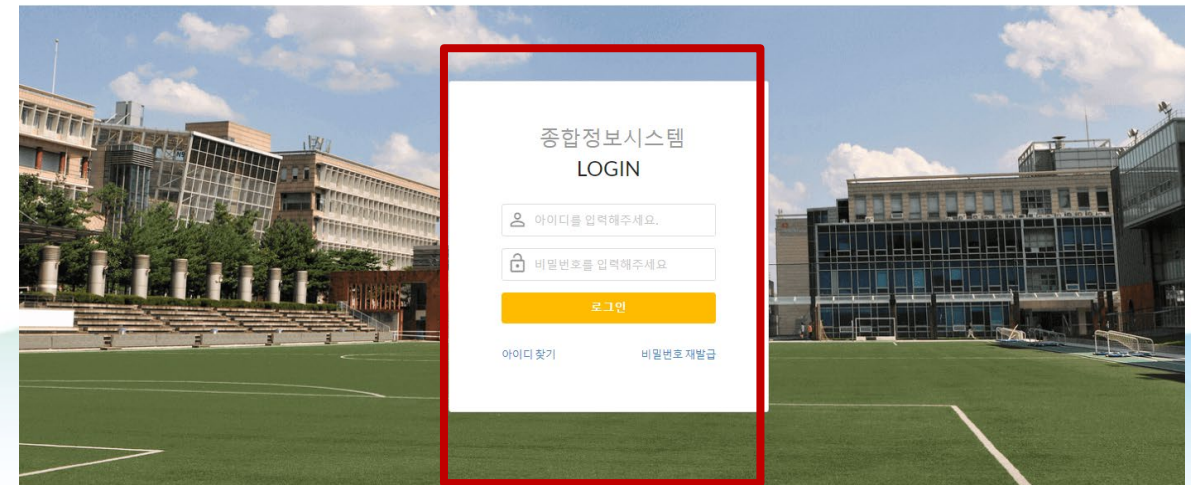 종합정보시스템
LOGIN
아이디를 입력해주세요.
비밀번호를 입력해주세요
로그인
아이디 찾기
비밀번호 재발급